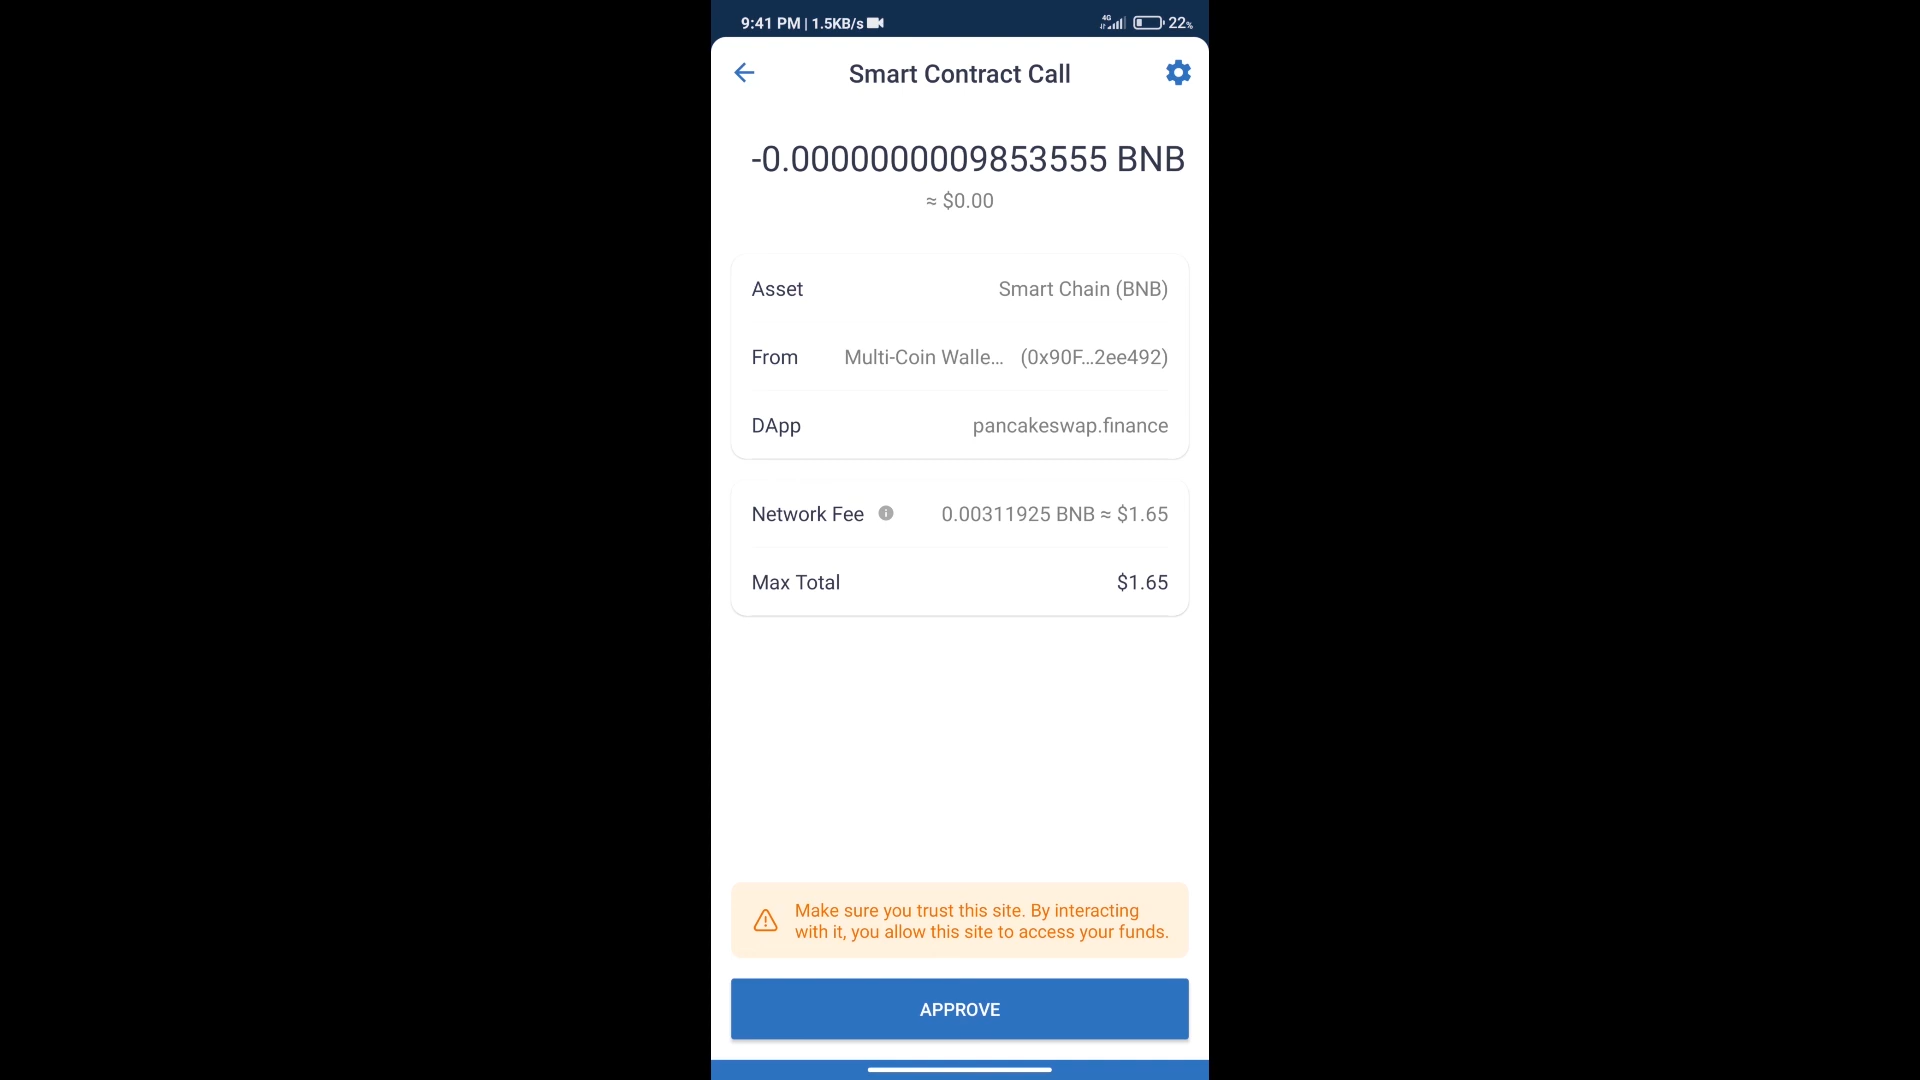 9:41 PM | 1.5KB/s 4G 22%
Smart Contract Call
-0.0000000009853555 BNB
≈ $0.00
Asset Smart Chain (BNB)
From Multi-Coin Walle... (0x90F...2ee492)
DApp pancakeswap.finance
Network Fee 0.00311925 BNB ≈ $1.65
Max Total $1.65
Make sure you trust this site. By interacting
with it, you allow this site to access your funds.
APPROVE